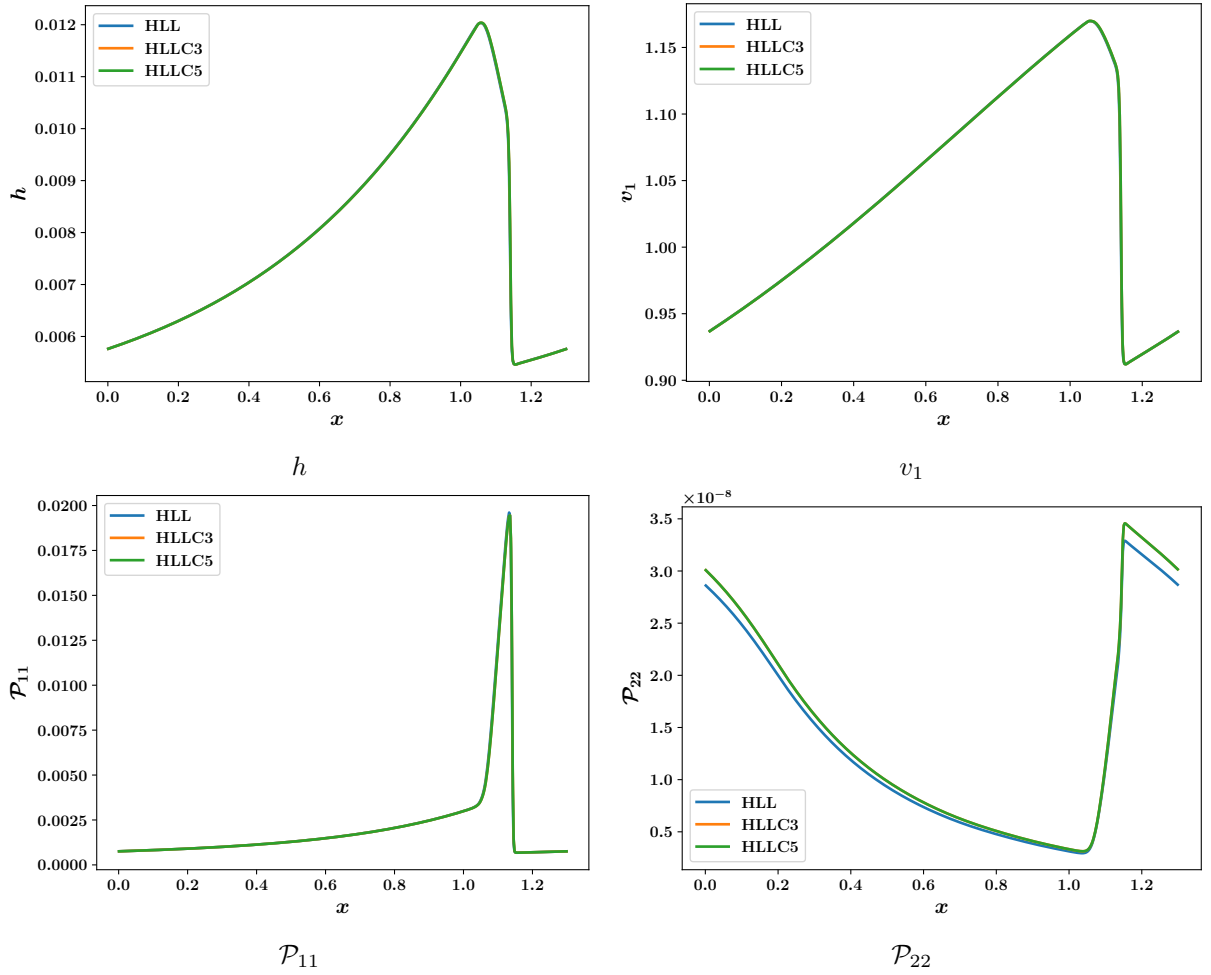 HLL
HLLC3
HLLC5
h
0.012
0.011
0.010
0.009
0.008
0.007
0.006
0.0 0.2 0.4 0.6 0.8 1.0 1.2
x
h
HLL
HLLC3
HLLC5
v₁
1.15
1.10
1.05
1.00
0.95
0.90
0.0 0.2 0.4 0.6 0.8 1.0 1.2
x
v₁
HLL
HLLC3
HLLC5
𝒫₁₁
0.0200
0.0175
0.0150
0.0125
0.0100
0.0075
0.0050
0.0025
0.0000
0.0 0.2 0.4 0.6 0.8 1.0 1.2
x
𝒫₁₁
×10⁻⁸
𝒫₂₂
3.5
3.0
2.5
2.0
1.5
1.0
0.5
HLL
HLLC3
HLLC5
0.0 0.2 0.4 0.6 0.8 1.0 1.2
x
𝒫₂₂